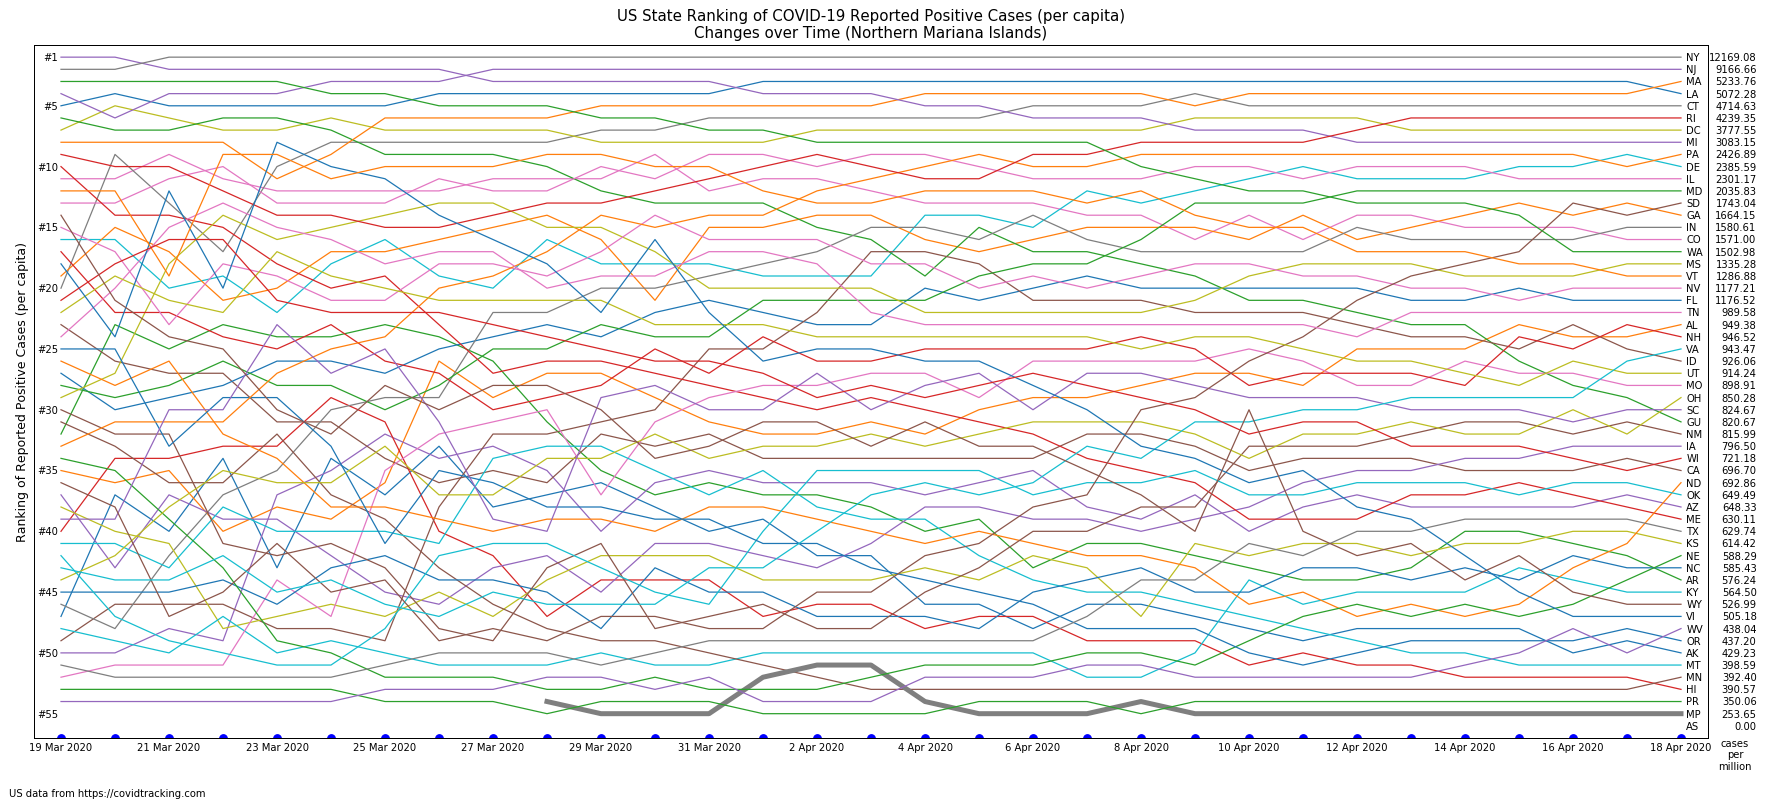 US State Ranking of COVID-19 Reported Positive Cases (per capita)
Changes over Time (Northern Mariana Islands)
Ranking of Reported Positive Cases (per capita)
#1
#5
#10
#15
#20
#25
#30
#35
#40
#45
#50
#55
NY 12169.08
NJ 9166.66
MA 5233.76
LA 5072.28
CT 4714.63
RI 4239.35
DC 3777.55
MI 3083.15
PA 2426.89
DE 2385.59
IL 2301.17
MD 2035.83
SD 1743.04
GA 1664.15
IN 1580.61
CO 1571.00
WA 1502.98
MS 1335.28
VT 1286.88
NV 1177.21
FL 1176.52
TN 989.58
AL 949.38
NH 946.52
VA 943.47
ID 926.06
UT 914.24
MO 898.91
OH 850.28
SC 824.67
GU 820.67
NM 815.99
IA 796.50
WI 721.18
CA 696.70
ND 692.86
OK 649.49
AZ 648.33
ME 630.11
TX 629.74
KS 614.42
NE 588.29
NC 585.43
AR 576.24
KY 564.50
WY 526.99
VI 505.18
WV 438.04
OR 437.20
AK 429.23
MT 398.59
MN 392.40
HI 390.57
PR 350.06
MP 253.65
AS 0.00
19 Mar 2020 21 Mar 2020 23 Mar 2020 25 Mar 2020 27 Mar 2020 29 Mar 2020 31 Mar 2020 2 Apr 2020 4 Apr 2020 6 Apr 2020 8 Apr 2020 10 Apr 2020 12 Apr 2020 14 Apr 2020 16 Apr 2020 18 Apr 2020
cases
per
million
US data from https://covidtracking.com